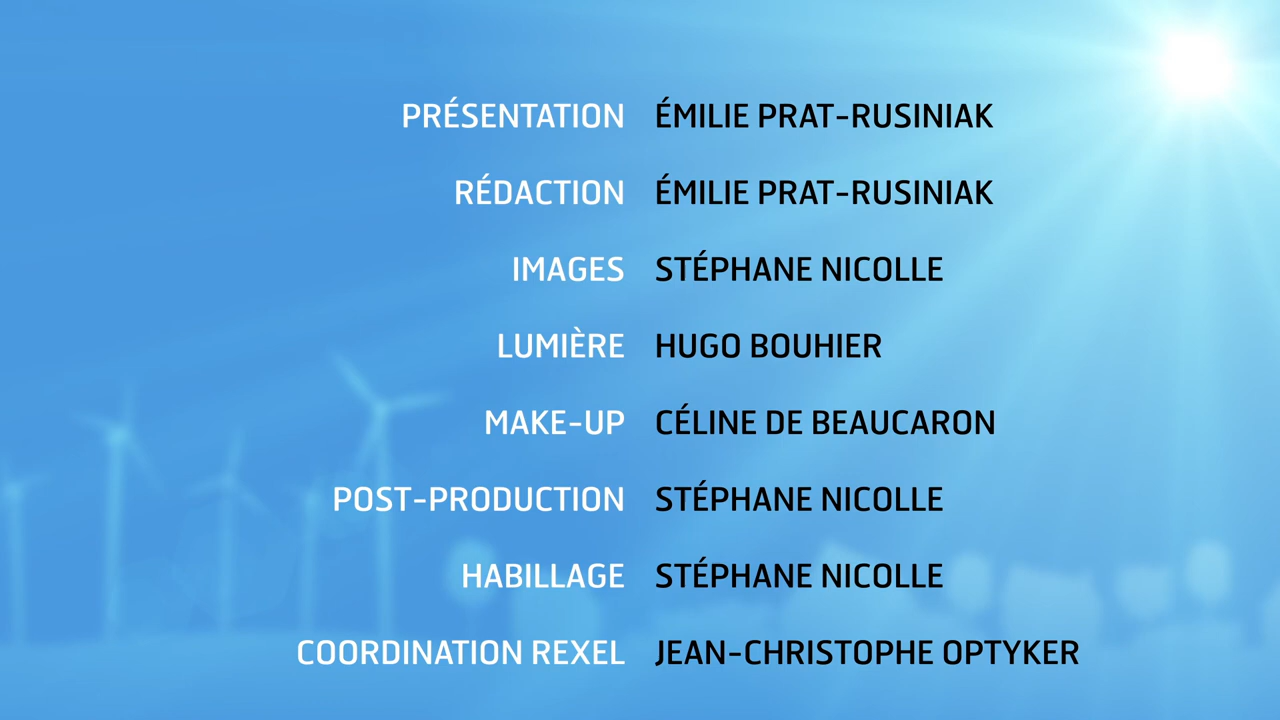 PRÉSENTATION ÉMILIE PRAT-RUSINIAK
RÉDACTION ÉMILIE PRAT-RUSINIAK
IMAGES STÉPHANE NICOLLE
LUMIÈRE HUGO BOUHIER
MAKE-UP CÉLINE DE BEAUCARON
POST-PRODUCTION STÉPHANE NICOLLE
HABILLAGE STÉPHANE NICOLLE
COORDINATION REXEL JEAN-CHRISTOPHE OPTYKER